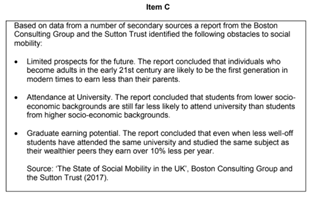 Item C
Based on data from a number of secondary sources a report from the Boston
Consulting Group and the Sutton Trust identified the following obstacles to social
mobility:
• Limited prospects for the future. The report concluded that individuals who
become adults in the early 21st century are likely to be the first generation in
modern times to earn less than their parents.
• Attendance at University. The report concluded that students from lower socio-
economic backgrounds are still far less likely to attend university than students
from higher socio-economic backgrounds.
• Graduate earning potential. The report concluded that even when less well-off
students have attended the same university and studied the same subject as
their wealthier peers they earn over 10% less per year.
Source: 'The State of Social Mobility in the UK', Boston Consulting Group and
the Sutton Trust (2017).